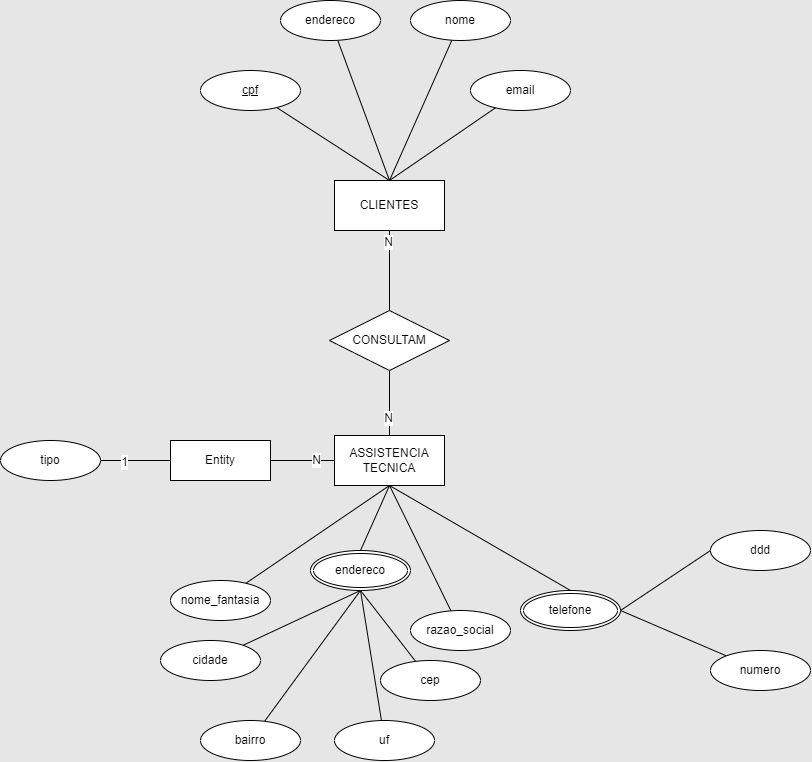 endereco
nome
cpf
email
CLIENTES
N
CONSULTAM
N
tipo
1
Entity
N
ASSISTENCIA
TECNICA
ddd
endereco
nome_fantasia
telefone
razao_social
cidade
numero
cep
bairro
uf